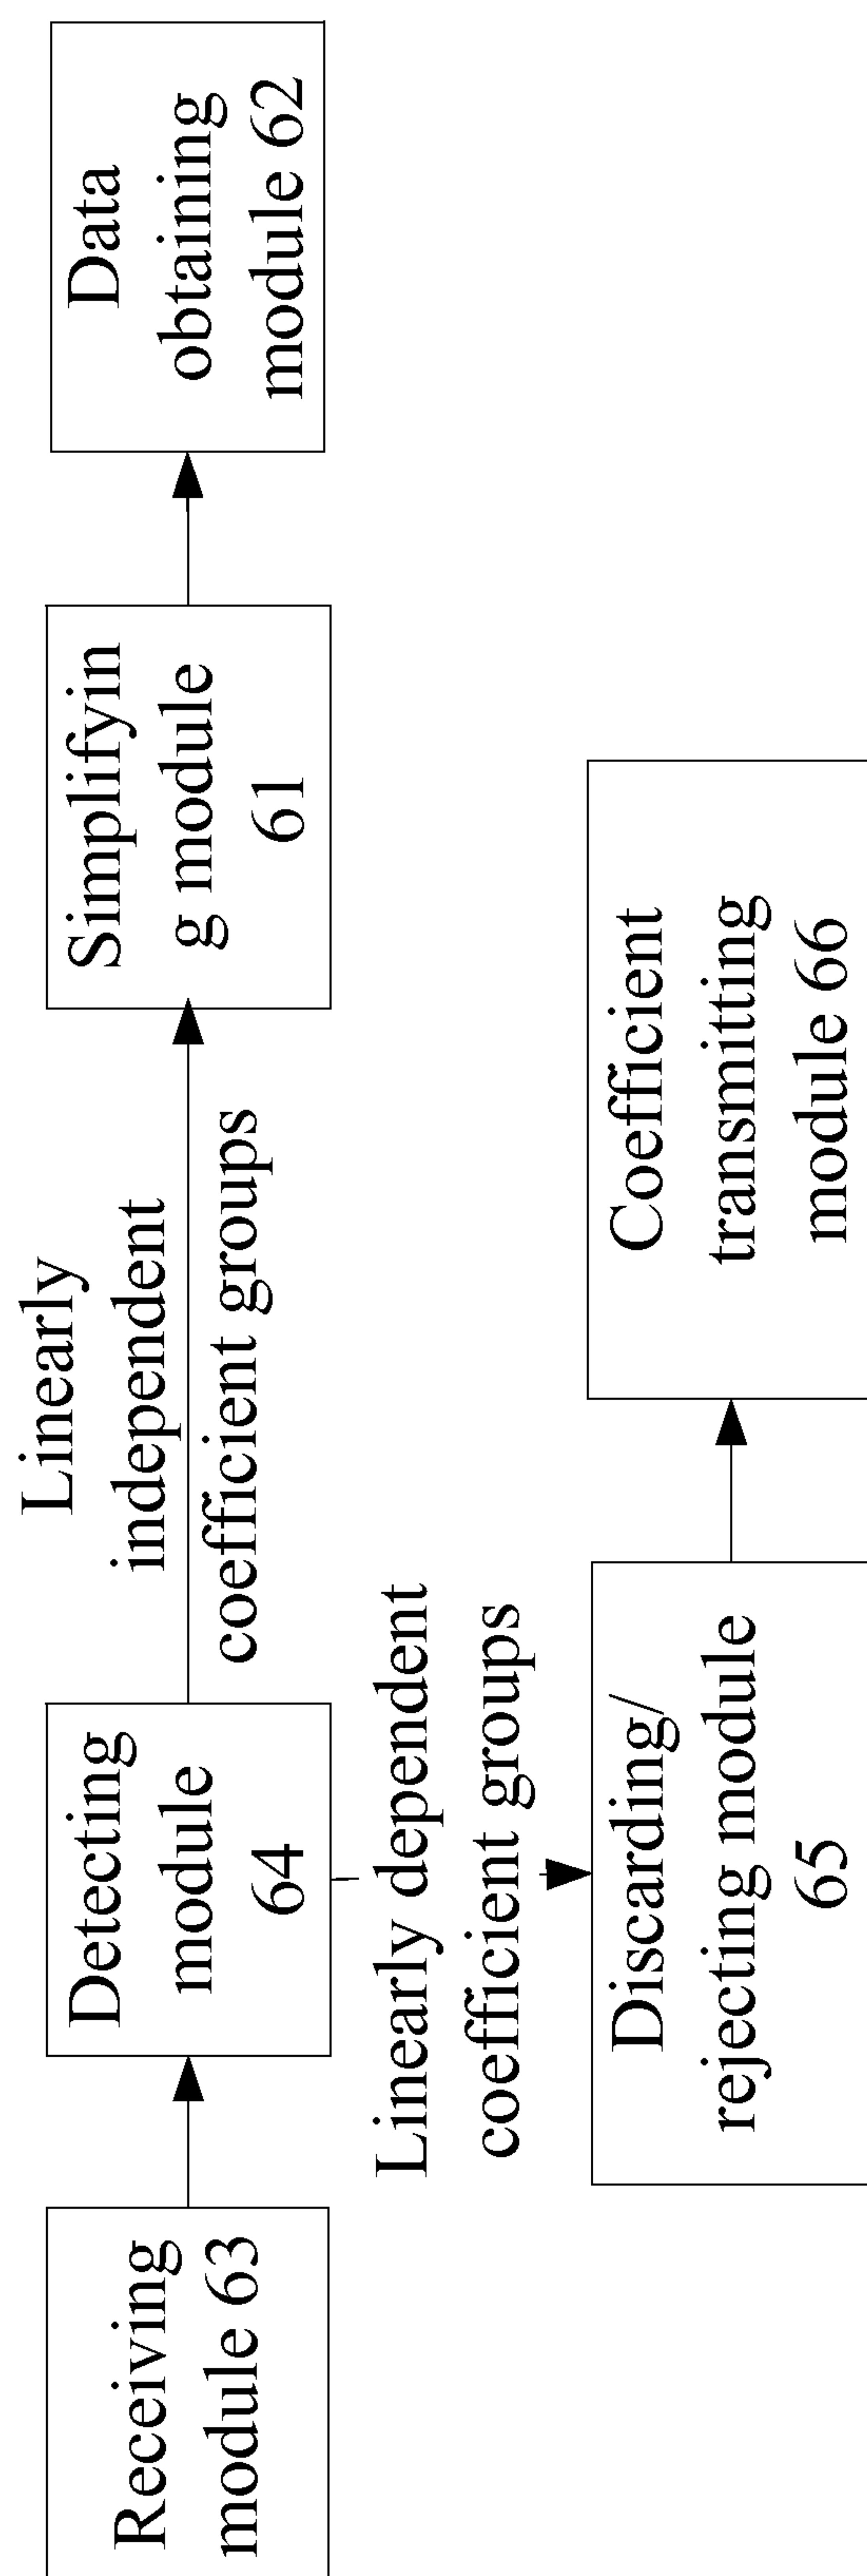 Receiving
module 63
Detecting
module
64
Linearly
independent
coefficient groups
Simplifyin
g module
61
Data
obtaining
module 62
Linearly dependent
coefficient groups
Discarding/
rejecting module
65
Coefficient
transmitting
module 66